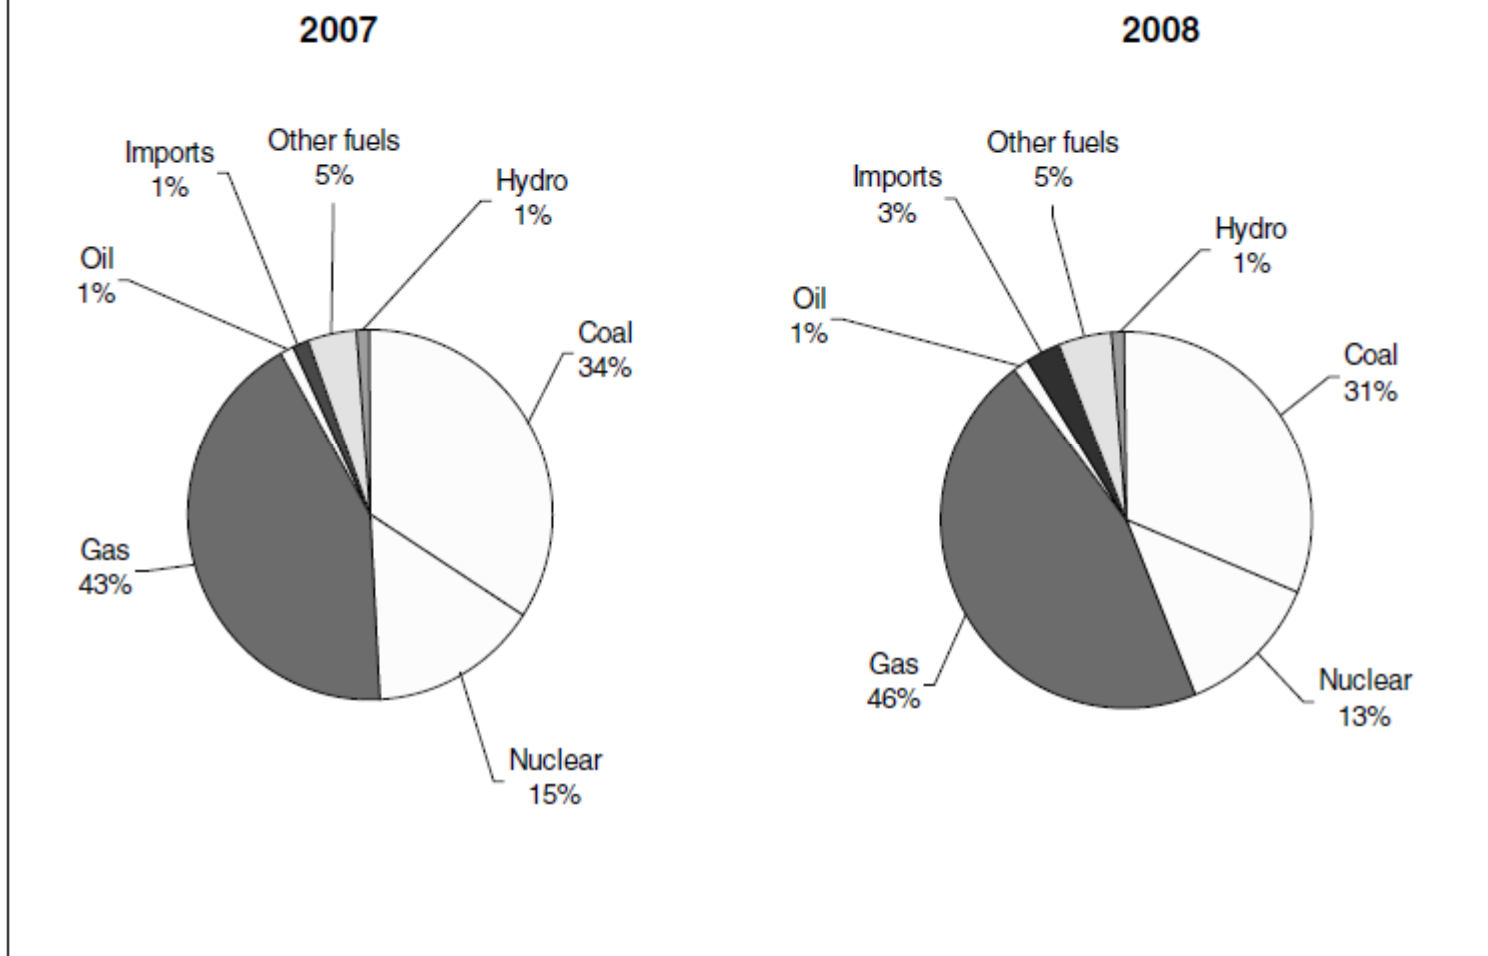 2007
Imports
1%
Other fuels
5%
Hydro
1%
Oil
1%
Coal
34%
Gas
43%
Nuclear
15%
2008
Imports
3%
Other fuels
5%
Hydro
1%
Oil
1%
Coal
31%
Gas
46%
Nuclear
13%